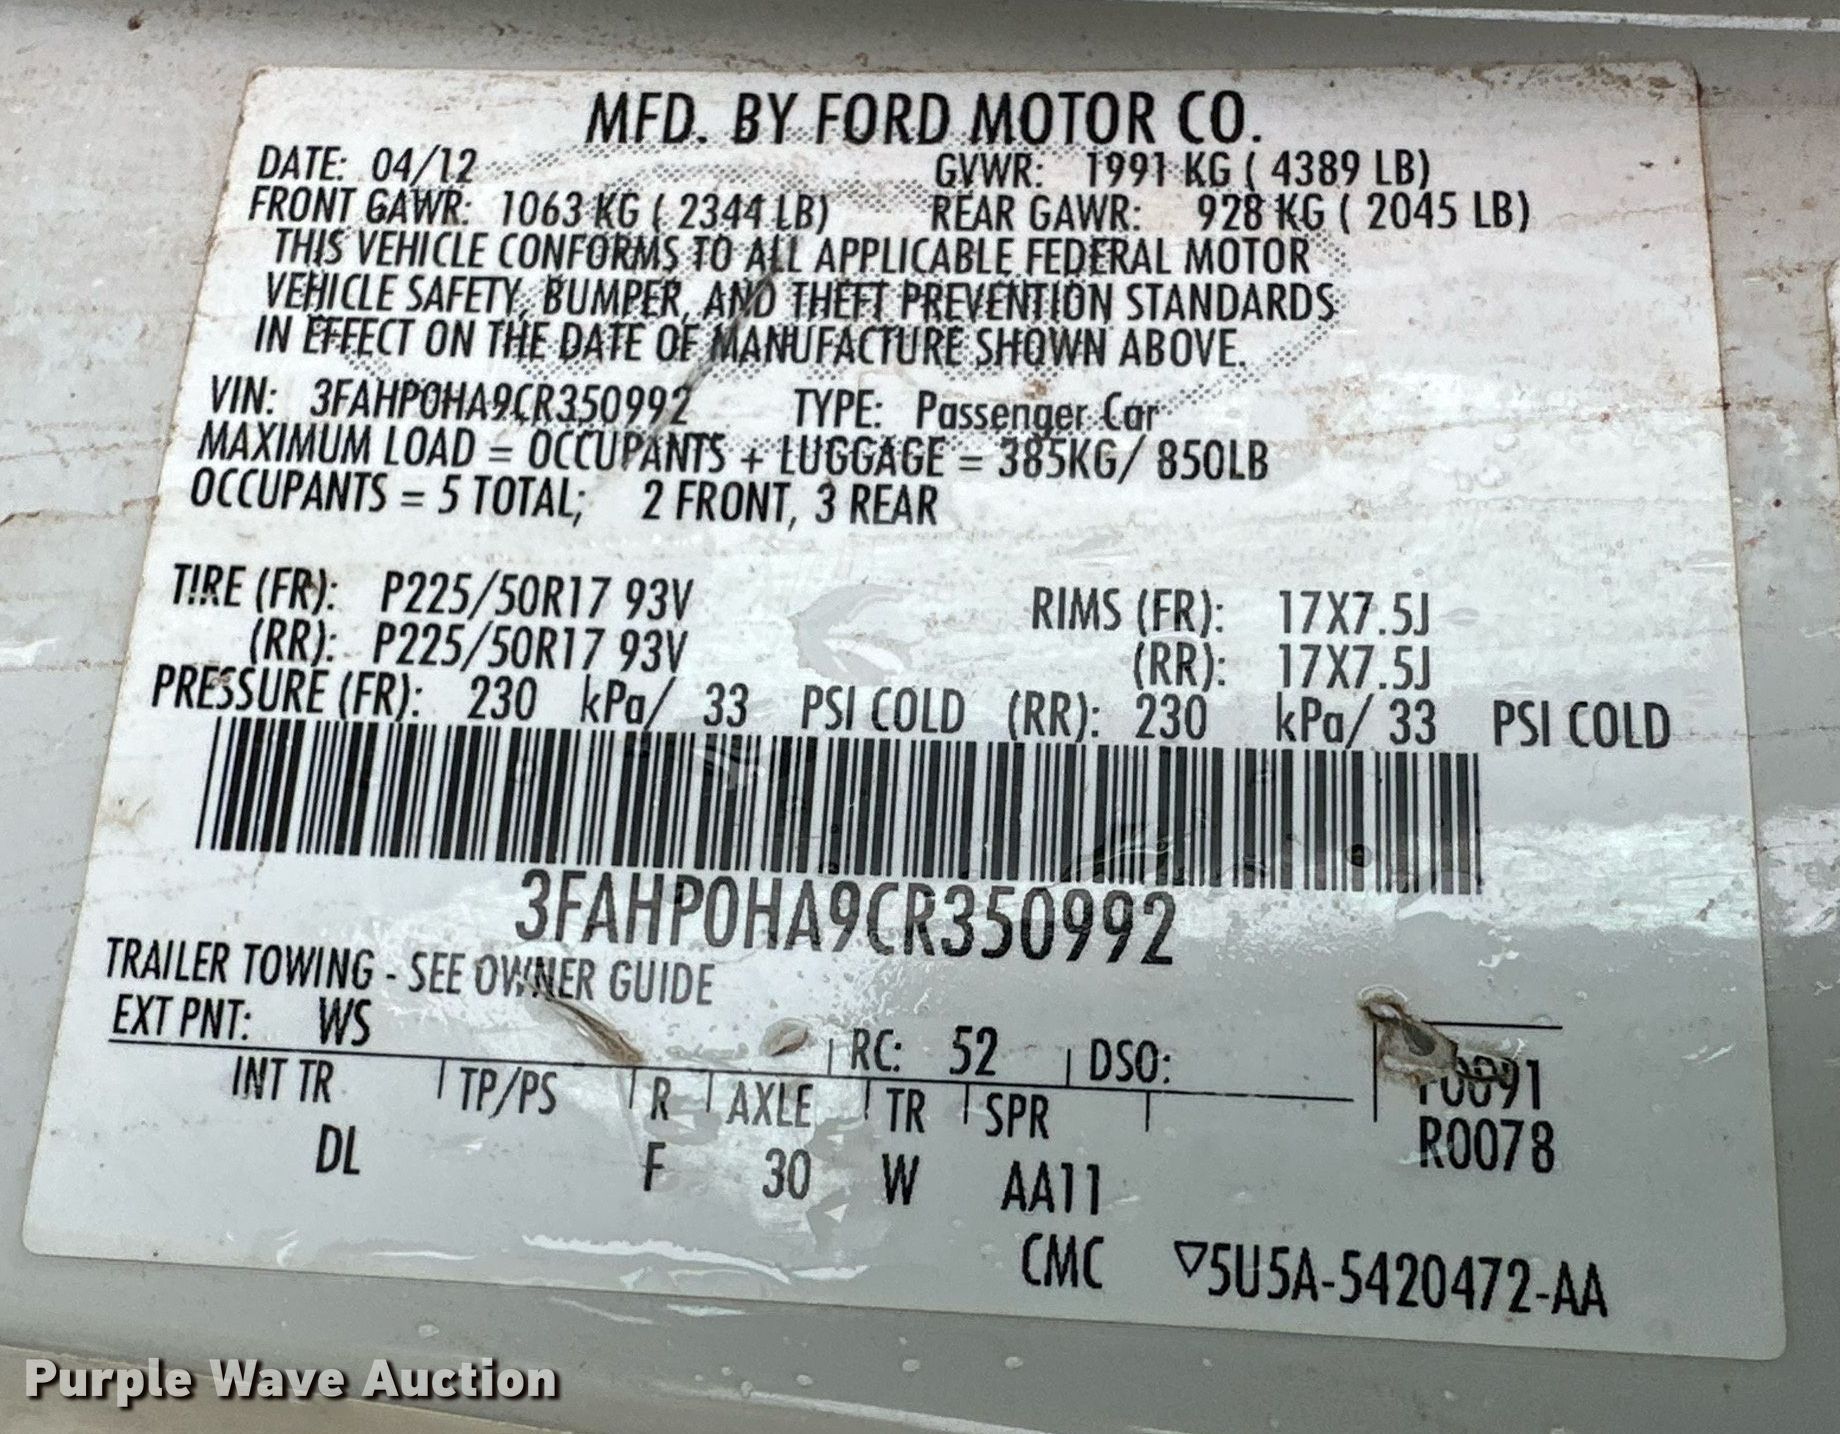 MFD. BY FORD MOTOR CO.
DATE: 04/12 GVWR: 1991 KG ( 4389 LB)
FRONT GAWR: 1063 KG ( 2344 LB) REAR GAWR: 928 KG ( 2045 LB)
THIS VEHICLE CONFORMS TO ALL APPLICABLE FEDERAL MOTOR
VEHICLE SAFETY, BUMPER, AND THEFT PREVENTION STANDARDS
IN EFFECT ON THE DATE OF MANUFACTURE SHOWN ABOVE.
VIN: 3FAHP0HA9CR350992 TYPE: Passenger Car
MAXIMUM LOAD = OCCUPANTS + LUGGAGE = 385KG/ 850LB
OCCUPANTS = 5 TOTAL; 2 FRONT, 3 REAR
TIRE (FR): P225/50R17 93V RIMS (FR): 17X7.5J
(RR): P225/50R17 93V (RR): 17X7.5J
PRESSURE (FR): 230 kPa/ 33 PSI COLD (RR): 230 kPa/ 33 PSI COLD
3FAHP0HA9CR350992
TRAILER TOWING - SEE OWNER GUIDE
EXT PNT: WS RC: 52 DSO:
INT TR TP/PS R AXLE TR SPR
R0078
DL F 30 W AA11
CMC ▽5U5A-5420472-AA
Purple Wave Auction